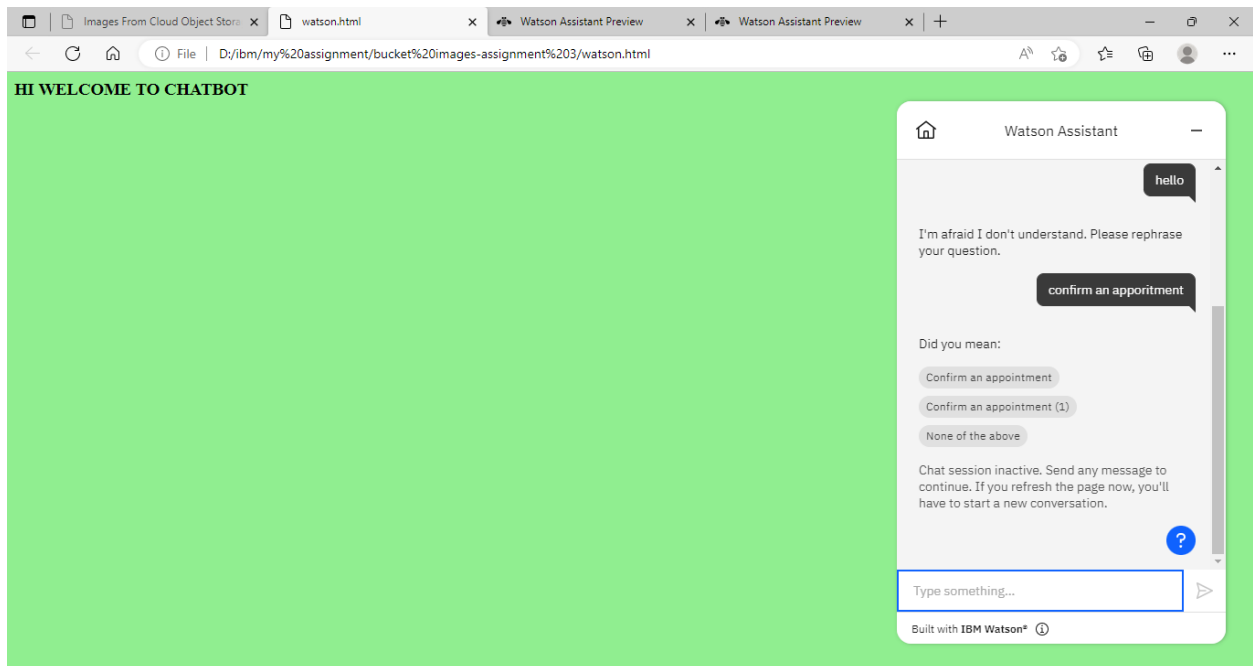 Images From Cloud Object Stora
watson.html
Watson Assistant Preview
Watson Assistant Preview
File
D:/ibm/my%20assignment/bucket%20images-assignment%203/watson.html
HI WELCOME TO CHATBOT
Watson Assistant
hello
I'm afraid I don't understand. Please rephrase
your question.
confirm an apporitment
Did you mean:
Confirm an appointment
Confirm an appointment (1)
None of the above
Chat session inactive. Send any message to
continue. If you refresh the page now, you'll
have to start a new conversation.
?
Type something...
Built with IBM Watson®